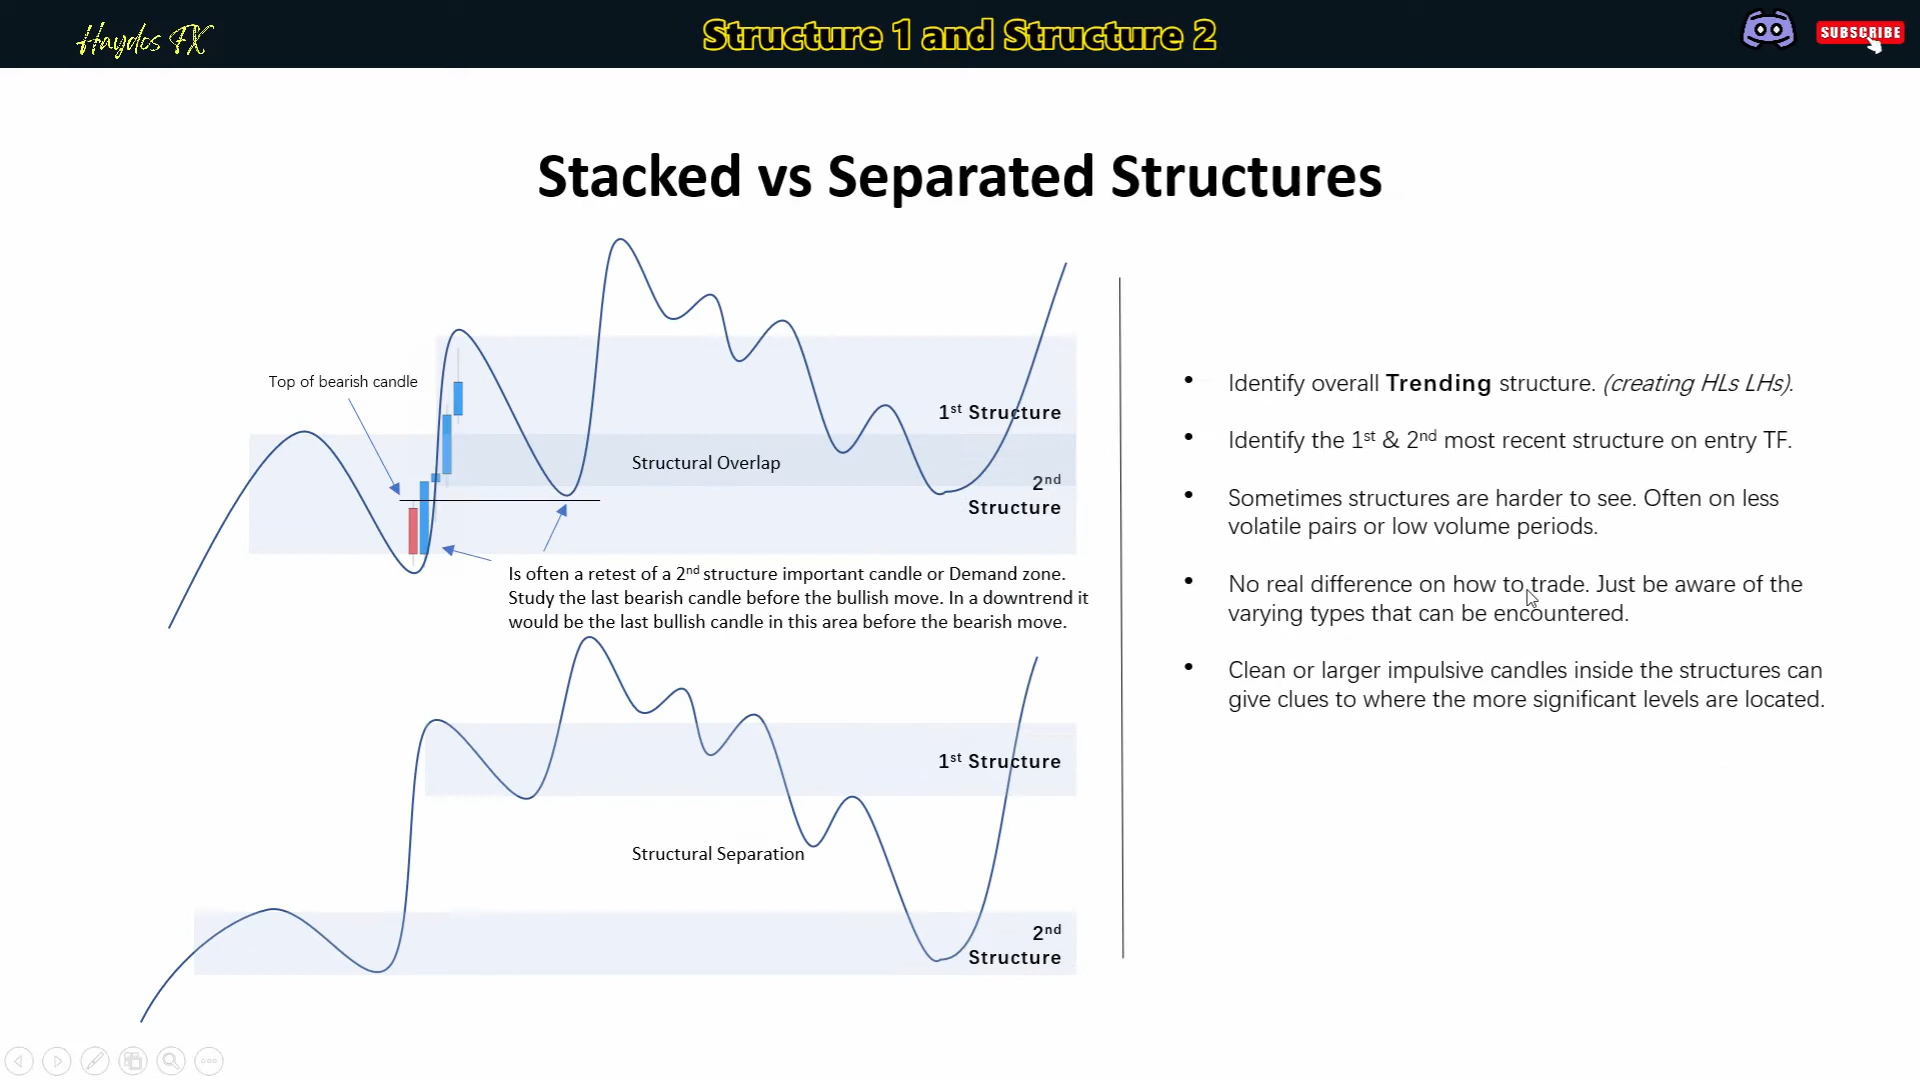 Haydos FX
Structure 1 and Structure 2
SUBSCRIBE
Stacked vs Separated Structures
Top of bearish candle
1st Structure
Structural Overlap
2nd
Structure
Is often a retest of a 2nd structure important candle or Demand zone.
Study the last bearish candle before the bullish move. In a downtrend it
would be the last bullish candle in this area before the bearish move.
1st Structure
Structural Separation
2nd
Structure
• Identify overall Trending structure. (creating HLs LHs).
• Identify the 1st & 2nd most recent structure on entry TF.
• Sometimes structures are harder to see. Often on less
volatile pairs or low volume periods.
• No real difference on how to trade. Just be aware of the
varying types that can be encountered.
• Clean or larger impulsive candles inside the structures can
give clues to where the more significant levels are located.